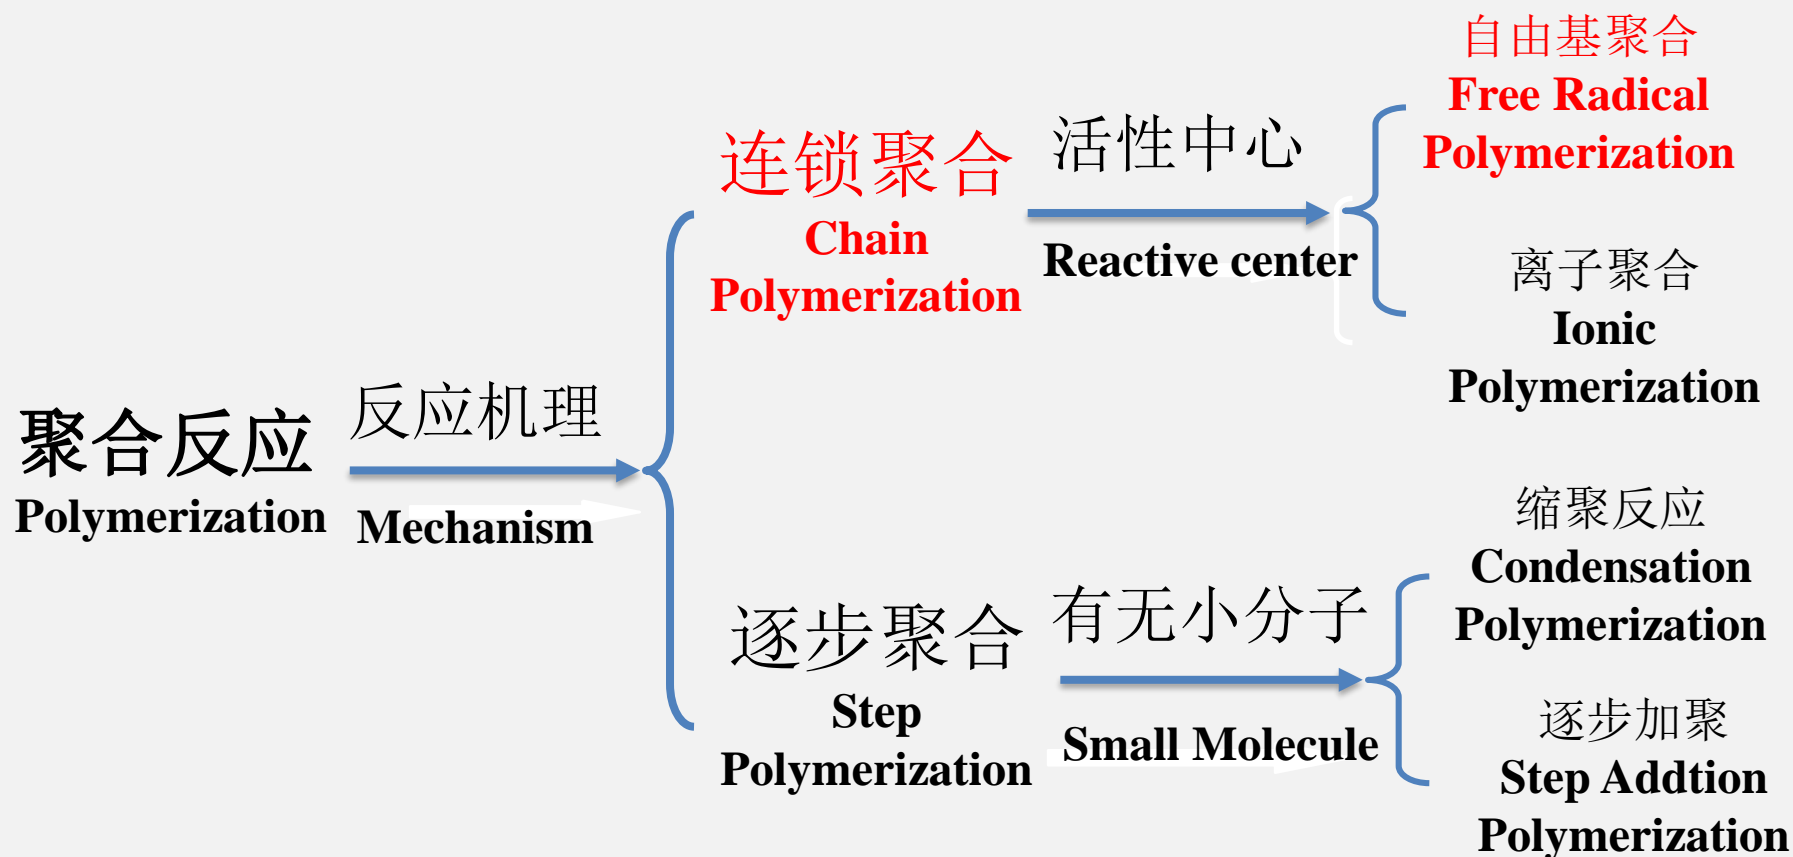 聚合反应
Polymerization
反应机理
Mechanism
连锁聚合
Chain
Polymerization
活性中心
Reactive center
自由基聚合
Free Radical
Polymerization
离子聚合
Ionic
Polymerization
逐步聚合
Step
Polymerization
有无小分子
Small Molecule
缩聚反应
Condensation
Polymerization
逐步加聚
Step Addtion
Polymerization